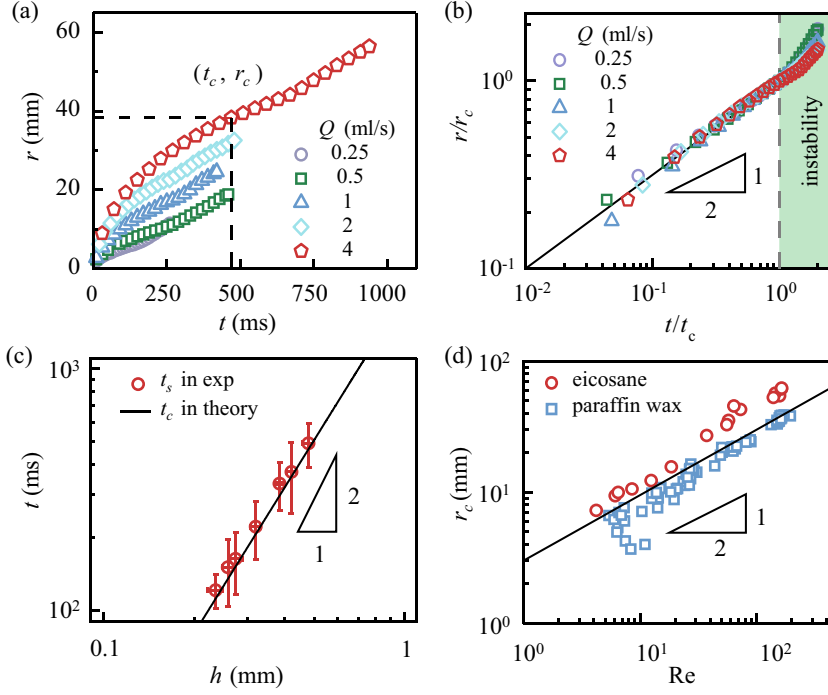 (a)
60
40
20
0
r (mm)
0
250
500
750
1000
t (ms)
(t_c, r_c)
Q (ml/s)
0.25
0.5
1
2
4
(b)
10^0
10^-1
r/r_c
10^-2
10^-1
10^0
t/t_c
Q (ml/s)
0.25
0.5
1
2
4
1
2
instability
(c)
10^3
10^2
t (ms)
0.1
1
h (mm)
t_s in exp
t_c in theory
2
1
(d)
10^2
10^1
10^0
r_c (mm)
10^0
10^1
10^2
Re
eicosane
paraffin wax
1
2